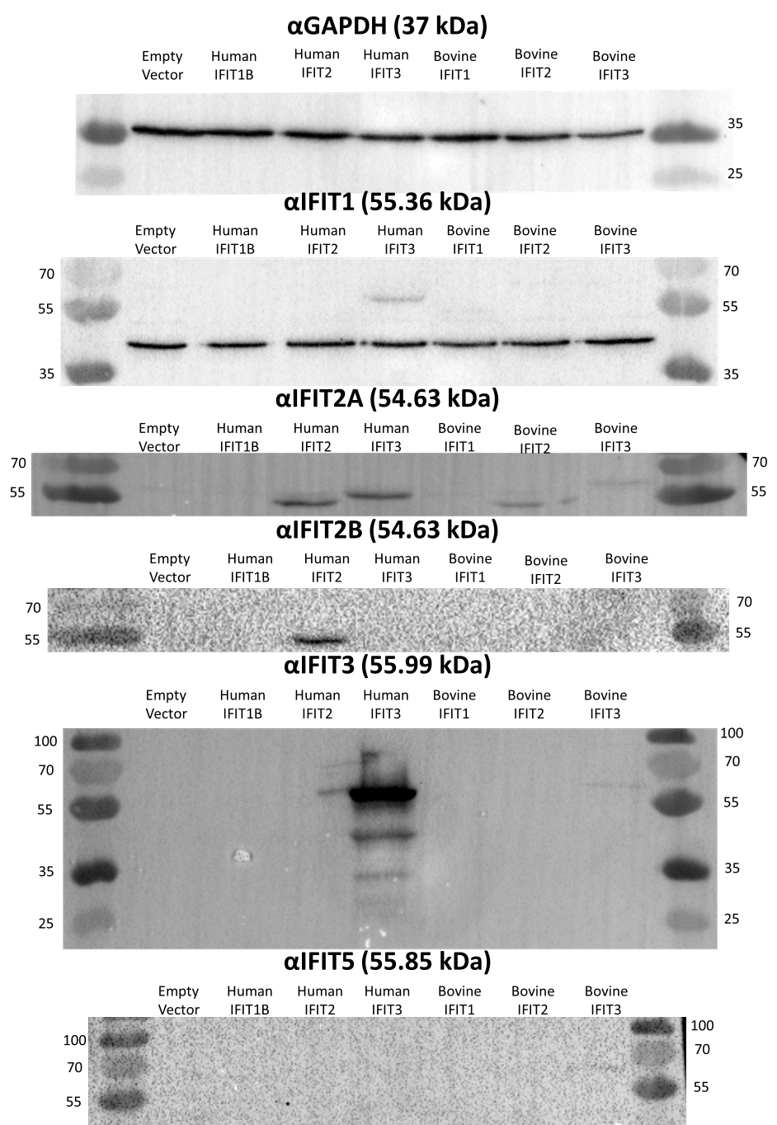 αGAPDH (37 kDa)
Empty Vector
Human IFIT1B
Human IFIT2
Human IFIT3
Bovine IFIT1
Bovine IFIT2
Bovine IFIT3
35
25
35
25
αIFIT1 (55.36 kDa)
Empty Vector
Human IFIT1B
Human IFIT2
Human IFIT3
Bovine IFIT1
Bovine IFIT2
Bovine IFIT3
70
55
35
70
55
35
αIFIT2A (54.63 kDa)
Empty Vector
Human IFIT1B
Human IFIT2
Human IFIT3
Bovine IFIT1
Bovine IFIT2
Bovine IFIT3
70
55
70
55
αIFIT2B (54.63 kDa)
Empty Vector
Human IFIT1B
Human IFIT2
Human IFIT3
Bovine IFIT1
Bovine IFIT2
Bovine IFIT3
70
55
70
55
αIFIT3 (55.99 kDa)
Empty Vector
Human IFIT1B
Human IFIT2
Human IFIT3
Bovine IFIT1
Bovine IFIT2
Bovine IFIT3
100
70
55
35
25
100
70
55
35
25
αIFIT5 (55.85 kDa)
Empty Vector
Human IFIT1B
Human IFIT2
Human IFIT3
Bovine IFIT1
Bovine IFIT2
Bovine IFIT3
100
70
55
100
70
55